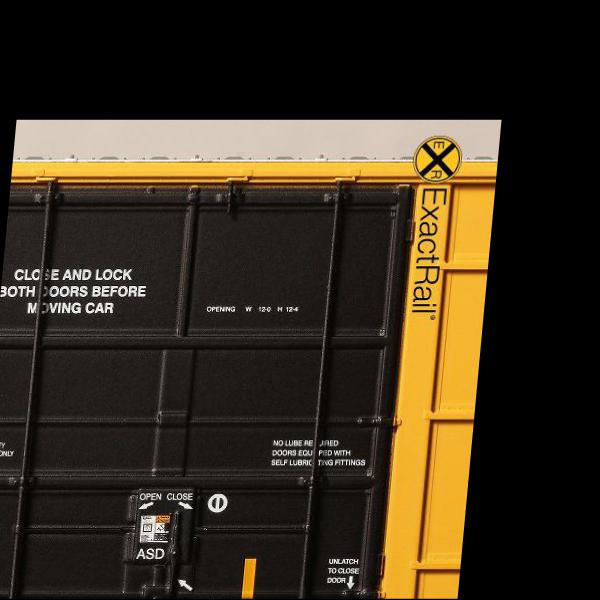 E R
ExactRail®
CLOSE AND LOCK
BOTH DOORS BEFORE
MOVING CAR
OPENING W 12-0 H 12-4
ONLY
NO LUBE REQUIRED
DOORS EQUIPPED WITH
SELF LUBRICATING FITTINGS
OPEN CLOSE
ASD
UNLATCH
TO CLOSE
DOOR